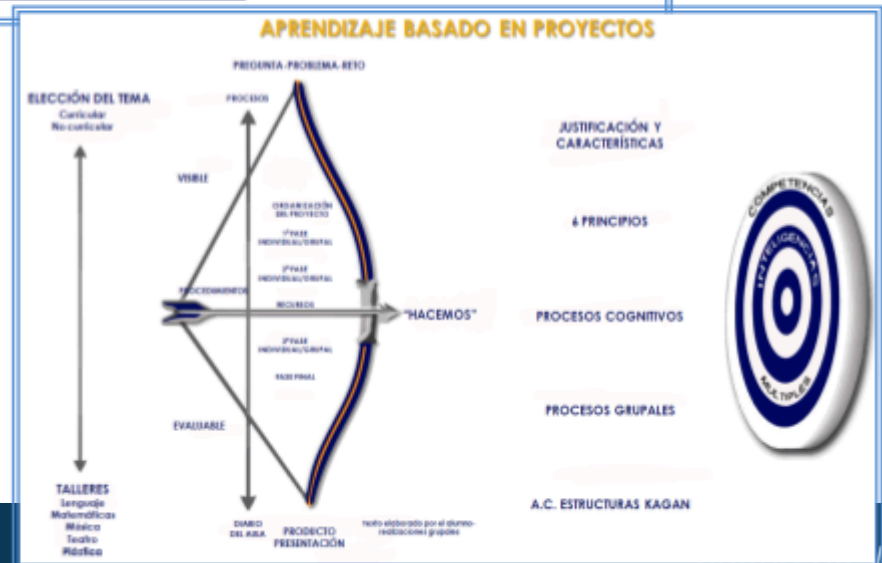 APRENDIZAJE BASADO EN PROYECTOS
PREGUNTA-PROBLEMA-RETO
ELECCIÓN DEL TEMA
Curricular
No curricular
PROCESOS
VISIBLE
ORGANIZACIÓN
DEL PROYECTO
1ª FASE
INDIVIDUAL/GRUPAL
2ª FASE
INDIVIDUAL/GRUPAL
PROCEDIMIENTOS
RECURSOS
"HACEMOS"
3ª FASE
INDIVIDUAL/GRUPAL
FASE FINAL
EVALUABLE
TALLERES
Lenguaje
Matemáticas
Música
Teatro
Plástica
DIARIO
DEL AULA
PRODUCTO
PRESENTACIÓN
Texto elaborado por el alumno-
realizaciones grupales
JUSTIFICACIÓN Y
CARACTERÍSTICAS
6 PRINCIPIOS
PROCESOS COGNITIVOS
PROCESOS GRUPALES
A.C. ESTRUCTURAS KAGAN
COMPETENCIAS
INTELIGENCIAS
MULTIPLES